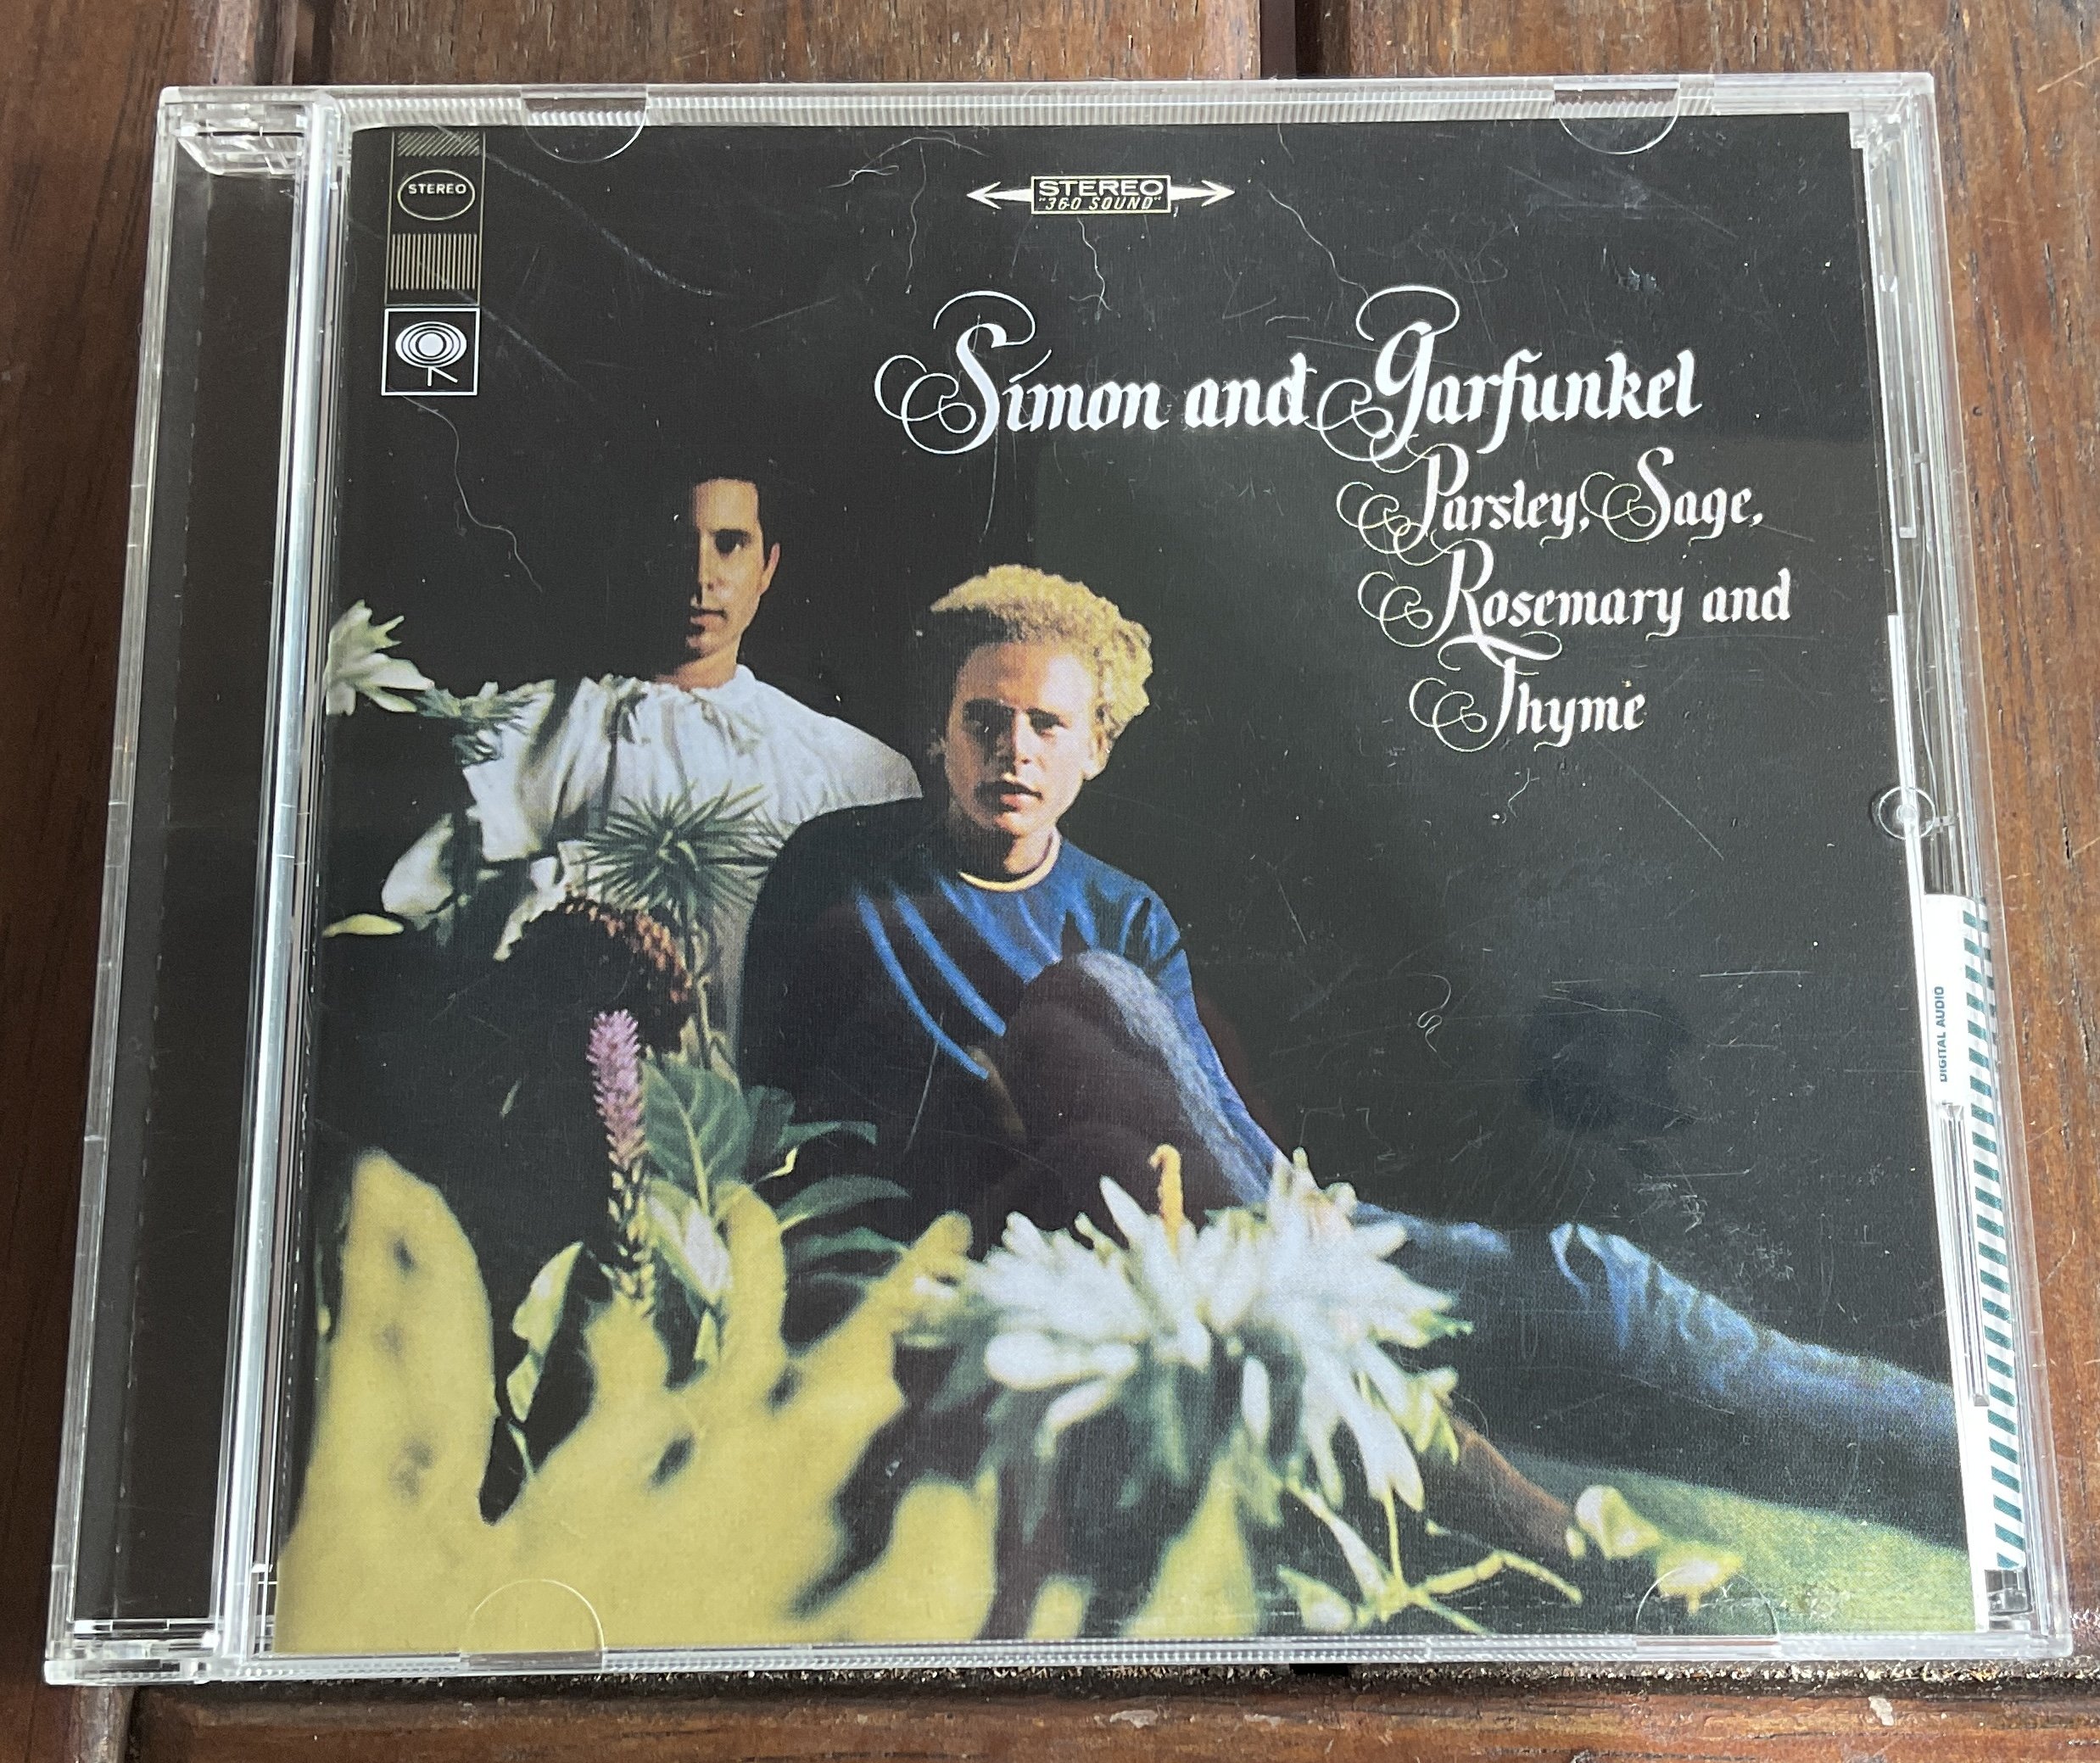 STEREO
STEREO
"360 SOUND"
Simon and Garfunkel
Parsley, Sage,
Rosemary and
Thyme
DIGITAL AUDIO